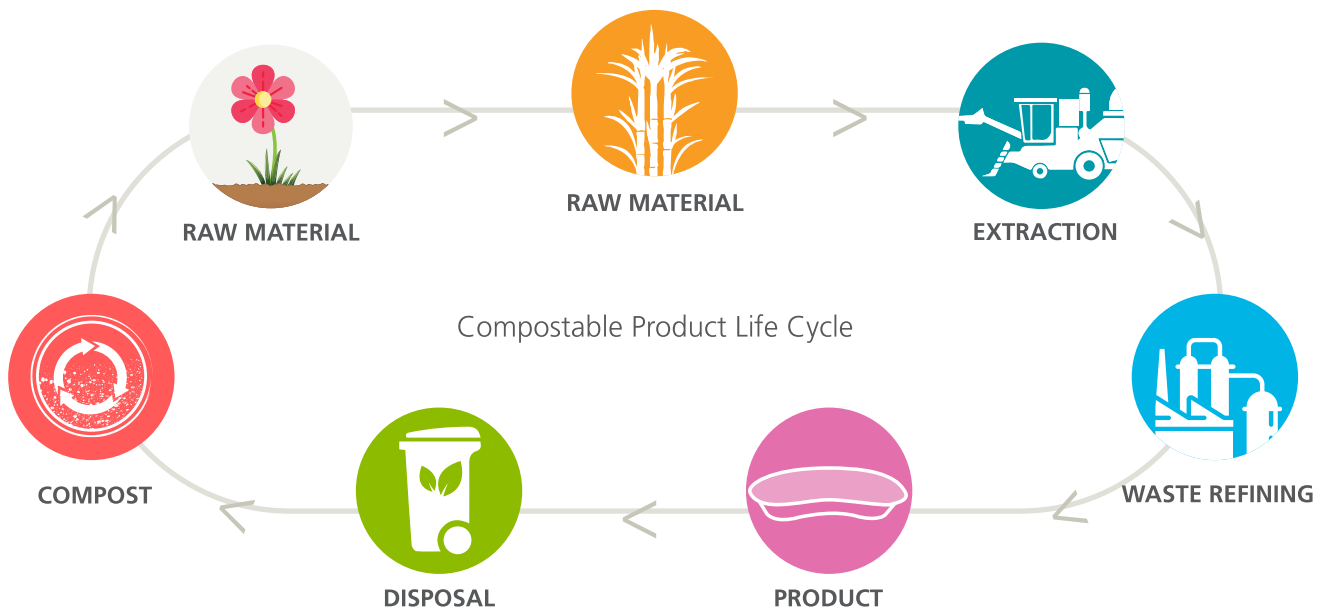 RAW MATERIAL
RAW MATERIAL
EXTRACTION
Compostable Product Life Cycle
COMPOST
WASTE REFINING
DISPOSAL
PRODUCT